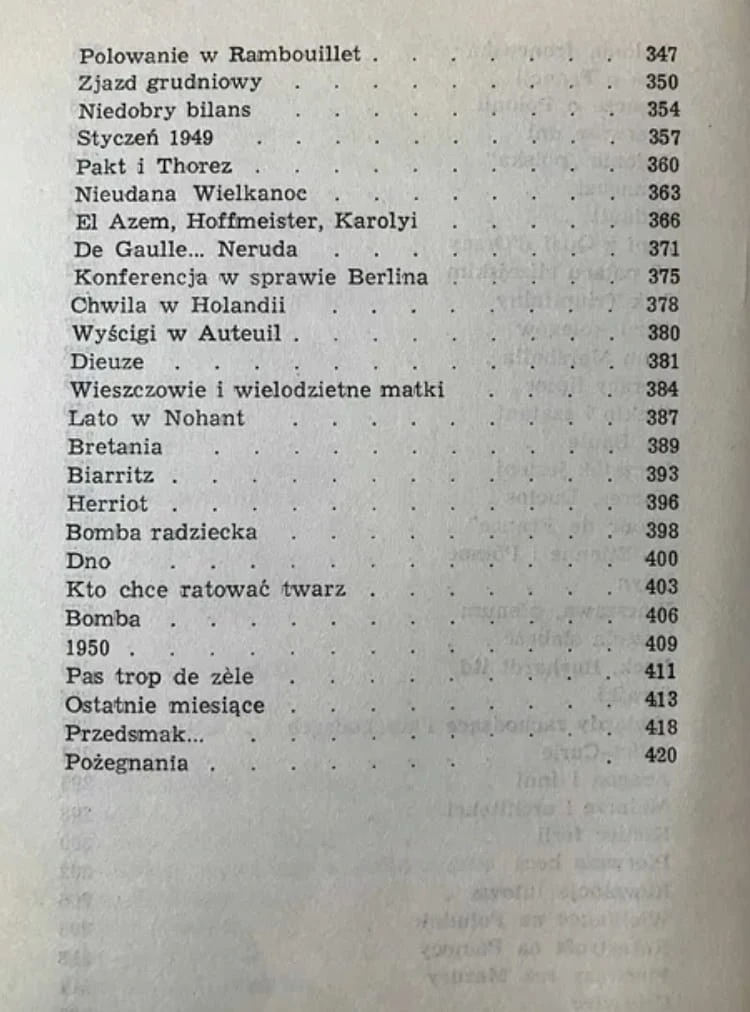 Polowanie w Rambouillet . . . . . . . 347
Zjazd grudniowy . . . . . . . . . 350
Niedobry bilans . . . . . . . . . 354
Styczeń 1949 . . . . . . . . . . 357
Pakt i Thorez . . . . . . . . . . 360
Nieudana Wielkanoc . . . . . . . . 363
El Azem, Hoffmeister, Karolyi . . . . . 366
De Gaulle... Neruda . . . . . . . . 371
Konferencja w sprawie Berlina . . . . . 375
Chwila w Holandii . . . . . . . . 378
Wyścigi w Auteuil . . . . . . . . . 380
Dieuze . . . . . . . . . . . . 381
Wieszczowie i wielodzietne matki . . . . 384
Lato w Nohant . . . . . . . . . 387
Bretania . . . . . . . . . . . 389
Biarritz . . . . . . . . . . . . 393
Herriot . . . . . . . . . . . . 396
Bomba radziecka . . . . . . . . . 398
Dno . . . . . . . . . . . . 400
Kto chce ratować twarz . . . . . . . 403
Bomba . . . . . . . . . . . . 406
1950 . . . . . . . . . . . . . 409
Pas trop de zèle . . . . . . . . . 411
Ostatnie miesiące . . . . . . . . . 413
Przedsmak... . . . . . . . . . . 418
Pożegnania . . . . . . . . . . . 420